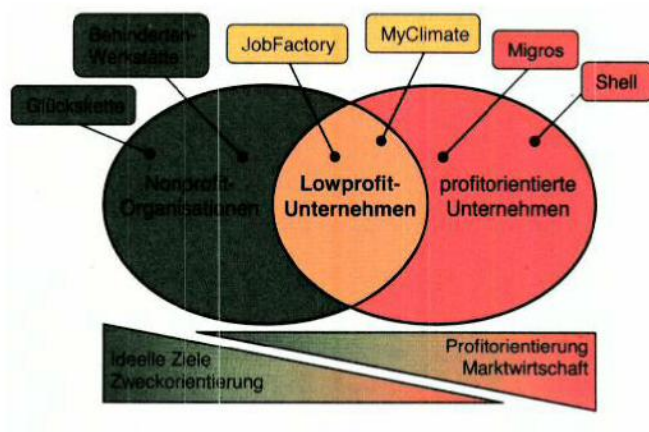 Behinderten-
Werkstätte
JobFactory
MyClimate
Migros
Shell
Glückskette
Nonprofit-
Organisationen
Lowprofit-
Unternehmen
profitorientierte
Unternehmen
Ideelle Ziele
Zweckorientierung
Profitorientierung
Marktwirtschaft